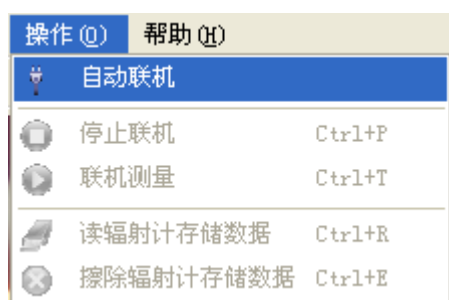 操作(O) 帮助(H)
自动联机
停止联机 Ctrl+P
联机测量 Ctrl+T
读辐射计存储数据 Ctrl+R
擦除辐射计存储数据 Ctrl+E